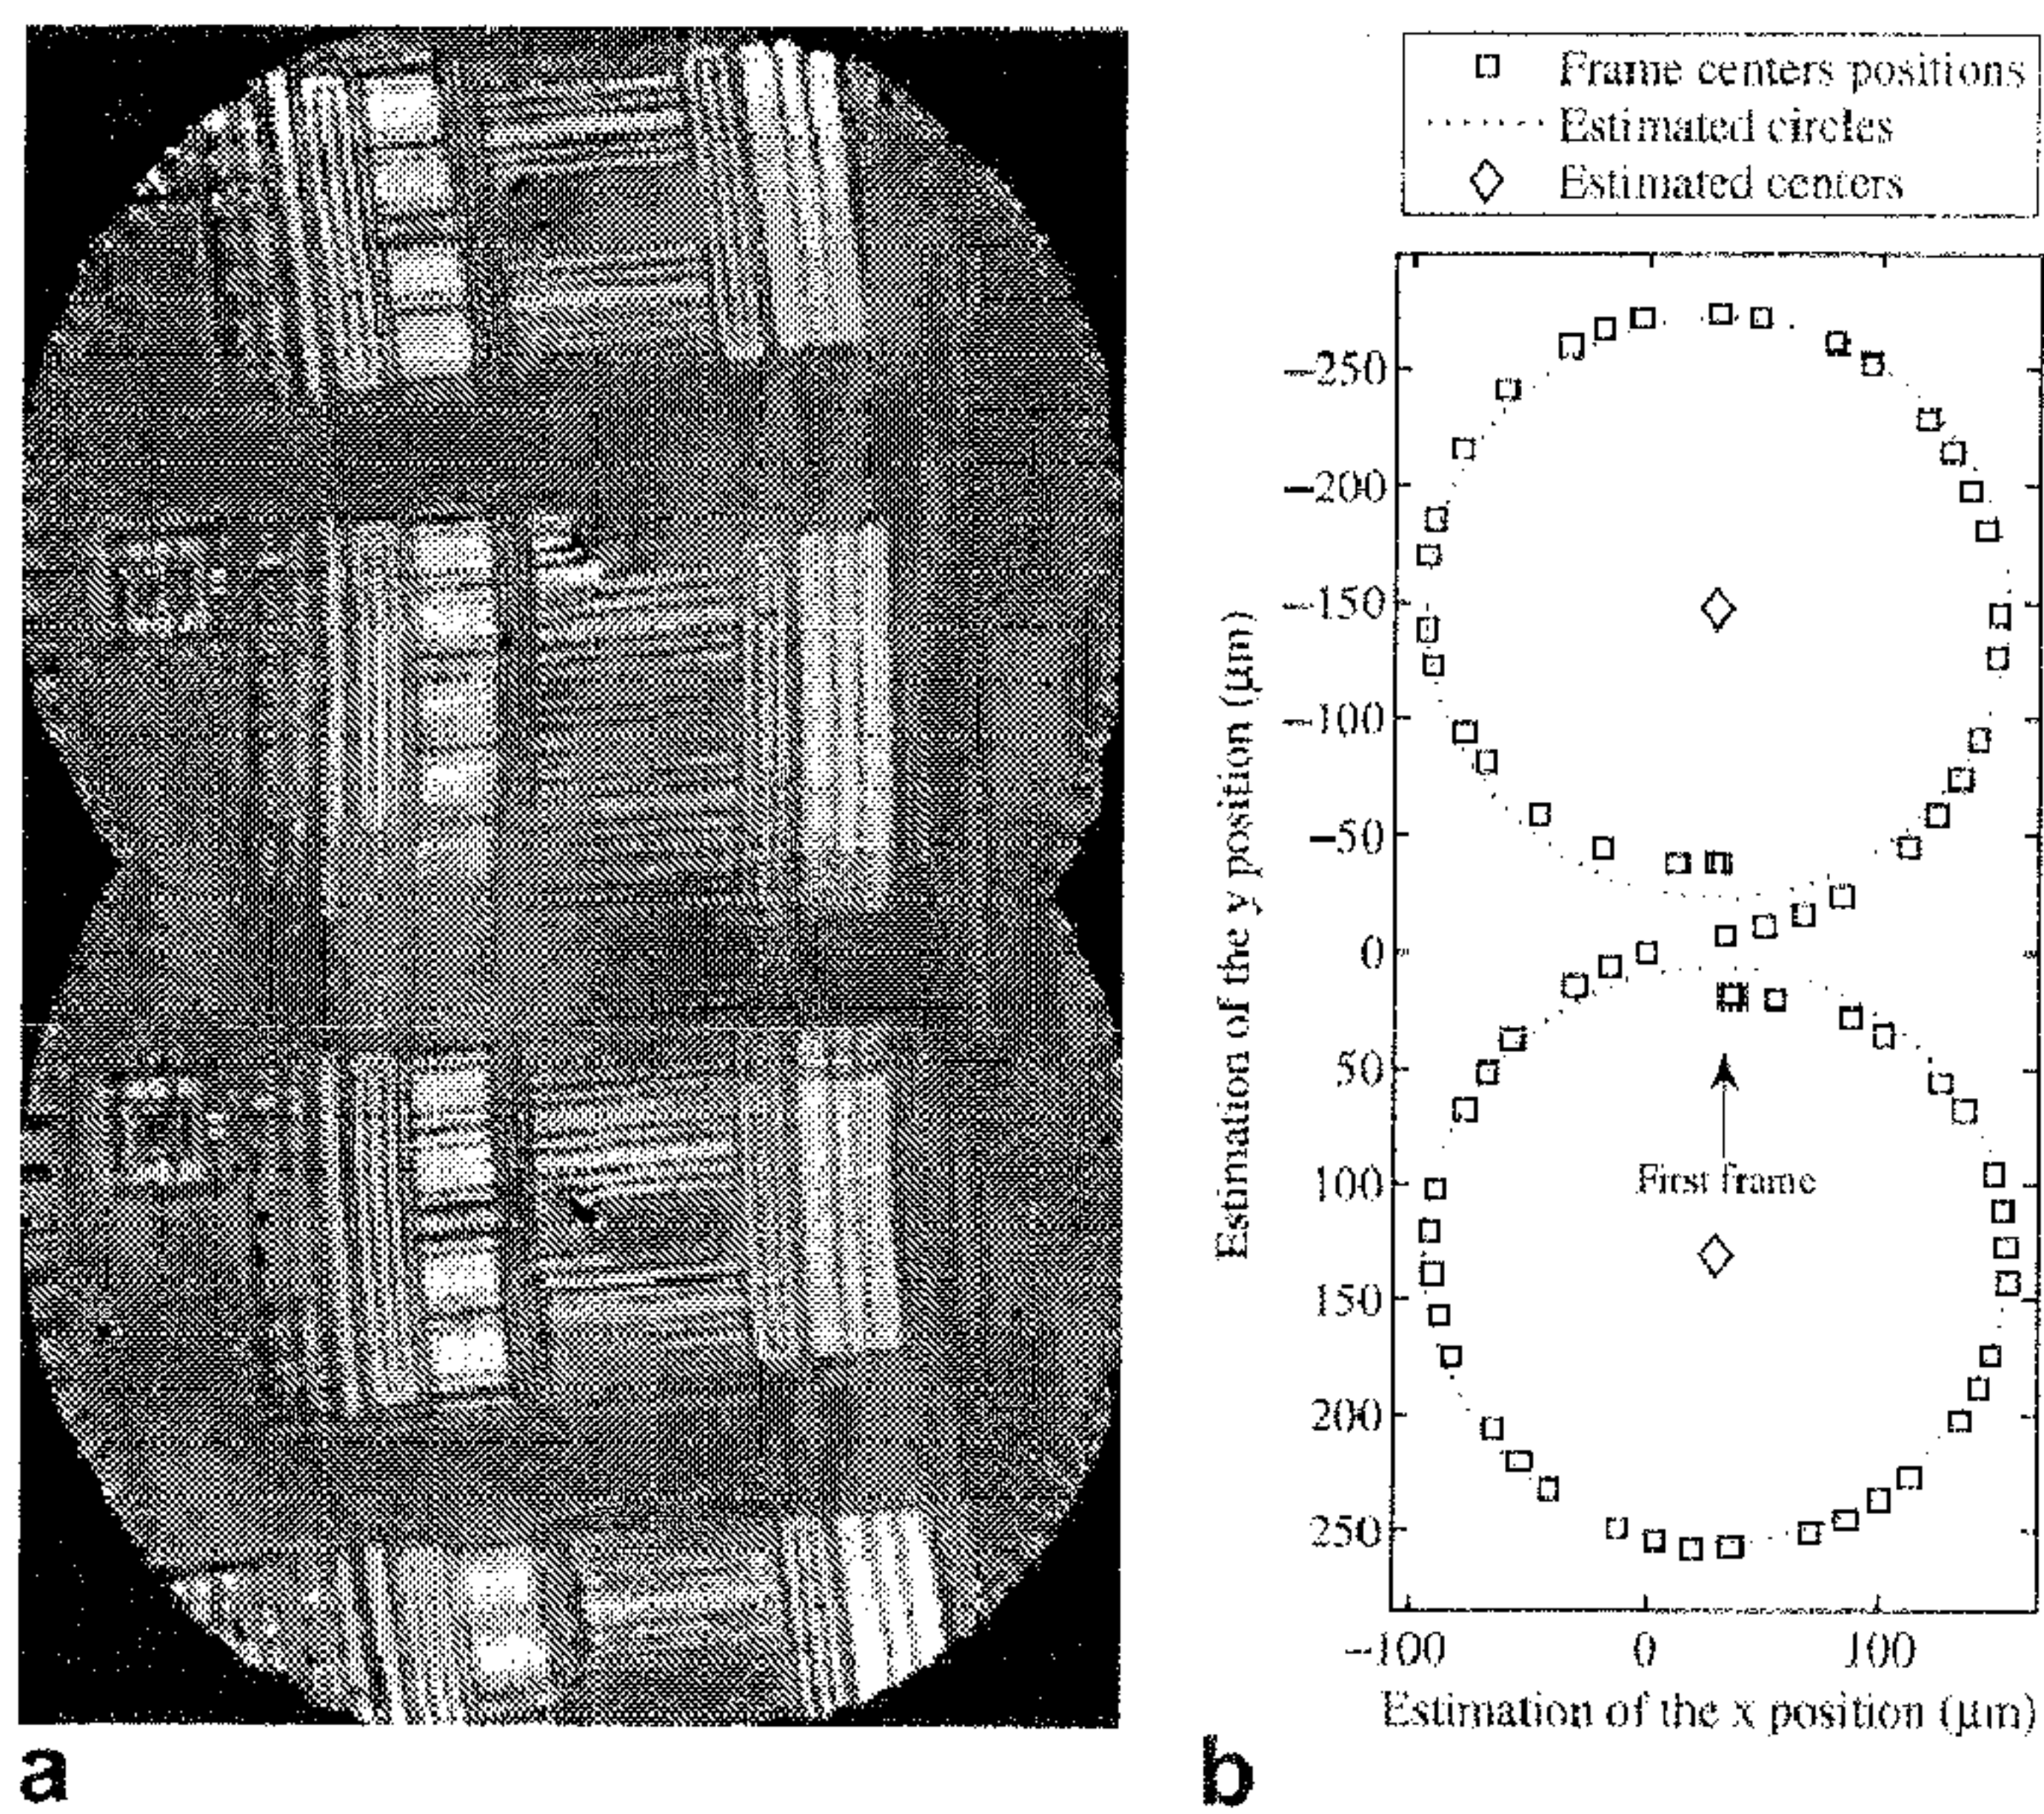 Frame centers positions
Estimated circles
Estimated centers
Estimation of the y position (μm)
−250
−200
−150
−100
−50
0
50
100
150
200
250
First frame
−100 0 100
Estimation of the x position (μm)
a b